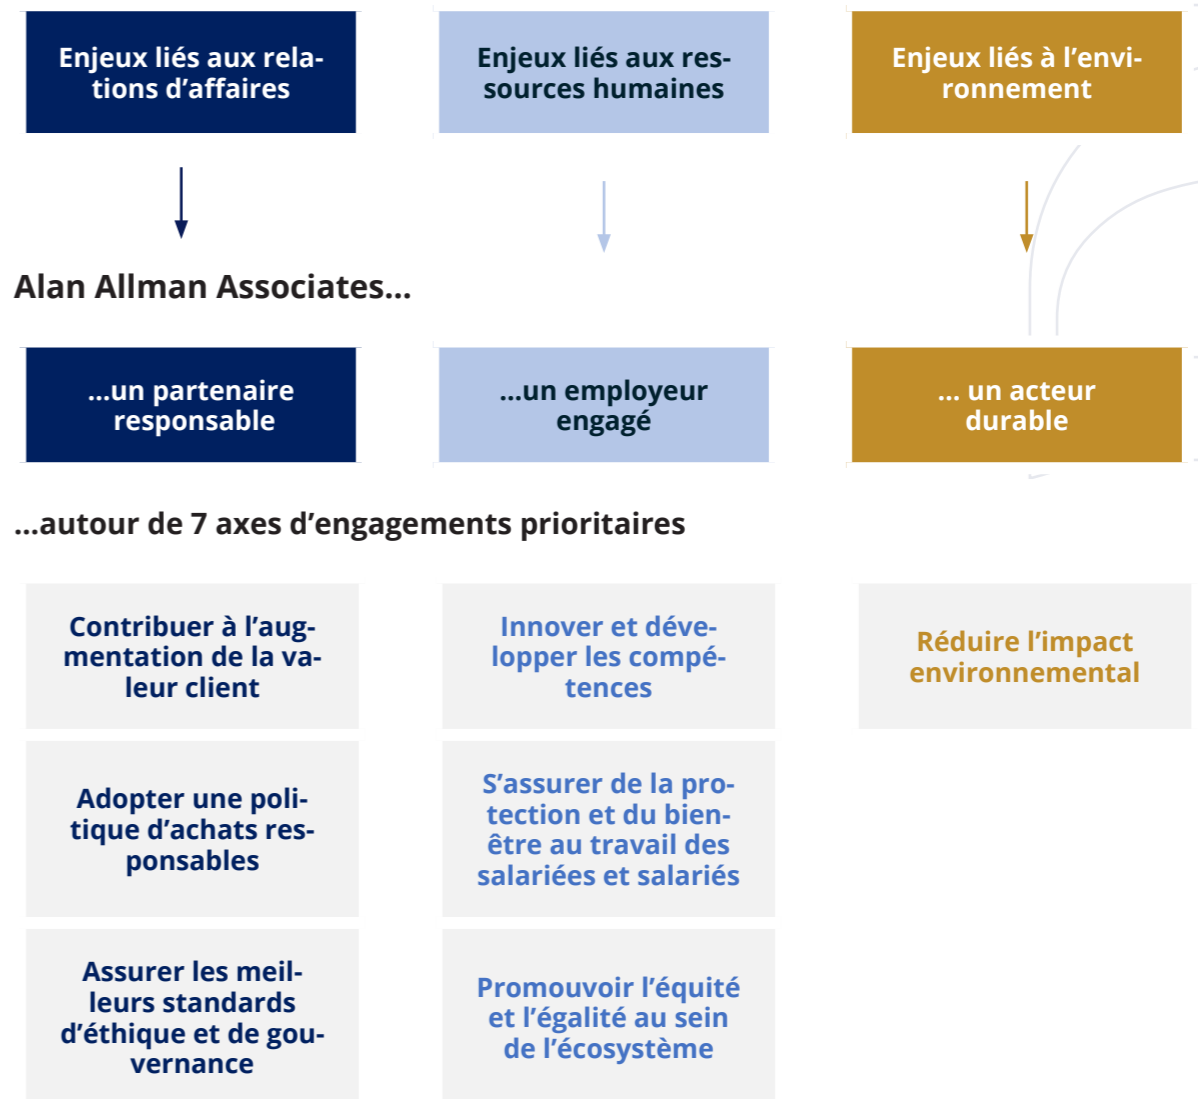 Enjeux liés aux rela-
tions d’affaires
Enjeux liés aux res-
sources humaines
Enjeux liés à l’envi-
ronnement
Alan Allman Associates...
...un partenaire
responsable
...un employeur
engagé
... un acteur
durable
...autour de 7 axes d’engagements prioritaires
Contribuer à l’aug-
mentation de la va-
leur client
Innover et déve-
lopper les compé-
tences
Réduire l’impact
environnemental
Adopter une poli-
tique d’achats res-
ponsables
S’assurer de la pro-
tection et du bien-
être au travail des
salariées et salariés
Assurer les meil-
leurs standards
d’éthique et de gou-
vernance
Promouvoir l’équité
et l’égalité au sein
de l’écosystème